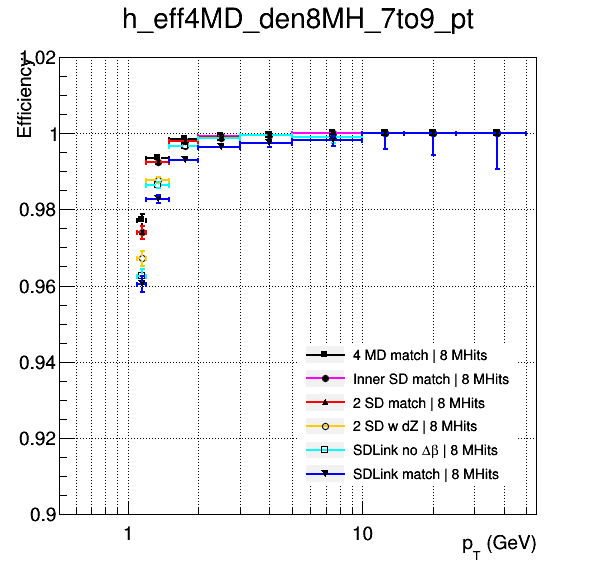 h_eff4MD_den8MH_7to9_pt
Efficiency
1.02
1
0.98
0.96
0.94
0.92
0.9
4 MD match | 8 MHits
Inner SD match | 8 MHits
2 SD match | 8 MHits
2 SD w dZ | 8 MHits
SDLink no Δβ | 8 MHits
SDLink match | 8 MHits
1
10
p_T (GeV)